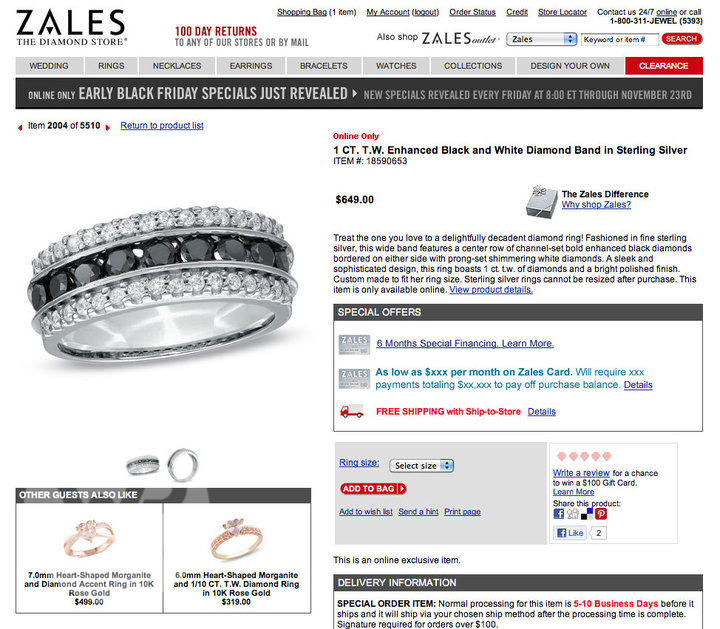 ZALES
THE DIAMOND STORE®
100 DAY RETURNS
TO ANY OF OUR STORES OR BY MAIL
Shopping Bag (1 item) My Account (logout) Order Status Credit Store Locator
Contact us 24/7 online or call
1-800-311-JEWEL (5393)
Also shop ZALES outlet
Zales
Keyword or item #
SEARCH
WEDDING RINGS NECKLACES EARRINGS BRACELETS WATCHES COLLECTIONS DESIGN YOUR OWN CLEARANCE
ONLINE ONLY EARLY BLACK FRIDAY SPECIALS JUST REVEALED NEW SPECIALS REVEALED EVERY FRIDAY AT 8:00 ET THROUGH NOVEMBER 23RD
Item 2004 of 5510 Return to product list
Online Only
1 CT. T.W. Enhanced Black and White Diamond Band in Sterling Silver
ITEM #: 18590653
$649.00
The Zales Difference
Why shop Zales?
Treat the one you love to a delightfully decadent diamond ring! Fashioned in fine sterling
silver, this wide band features a center row of channel-set bold enhanced black diamonds
bordered on either side with prong-set shimmering white diamonds. A sleek and
sophisticated design, this ring boasts 1 ct. t.w. of diamonds and a bright polished finish.
Custom made to fit her ring size. Sterling silver rings cannot be resized after purchase. This
item is only available online. View product details.
SPECIAL OFFERS
ZALES
6 Months Special Financing. Learn More.
ZALES
As low as $xxx per month on Zales Card. Will require xxx
payments totaling $xx,xxx to pay off purchase balance. Details
FREE SHIPPING with Ship-to-Store Details
Ring size: Select size
ADD TO BAG
Add to wish list Send a hint Print page
Write a review for a chance
to win a $100 Gift Card.
Learn More
Share this product:
Like 2
OTHER GUESTS ALSO LIKE
7.0mm Heart-Shaped Morganite
and Diamond Accent Ring in 10K
Rose Gold
$499.00
6.0mm Heart-Shaped Morganite
and 1/10 CT. T.W. Diamond Ring
in 10K Rose Gold
$319.00
This is an online exclusive item.
DELIVERY INFORMATION
SPECIAL ORDER ITEM: Normal processing for this item is 5-10 Business Days before it
ships and it will ship via your chosen ship method after the processing time is complete.
Signature required for orders over $100.